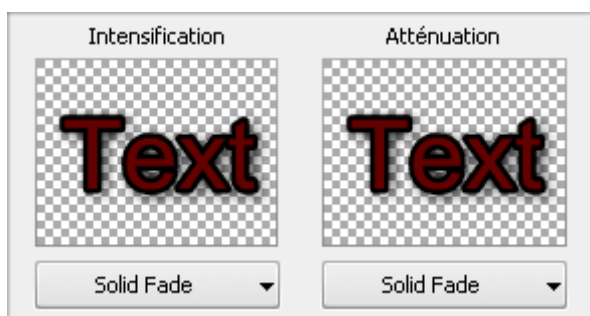 Intensification
Atténuation
Text
Text
Solid Fade
Solid Fade